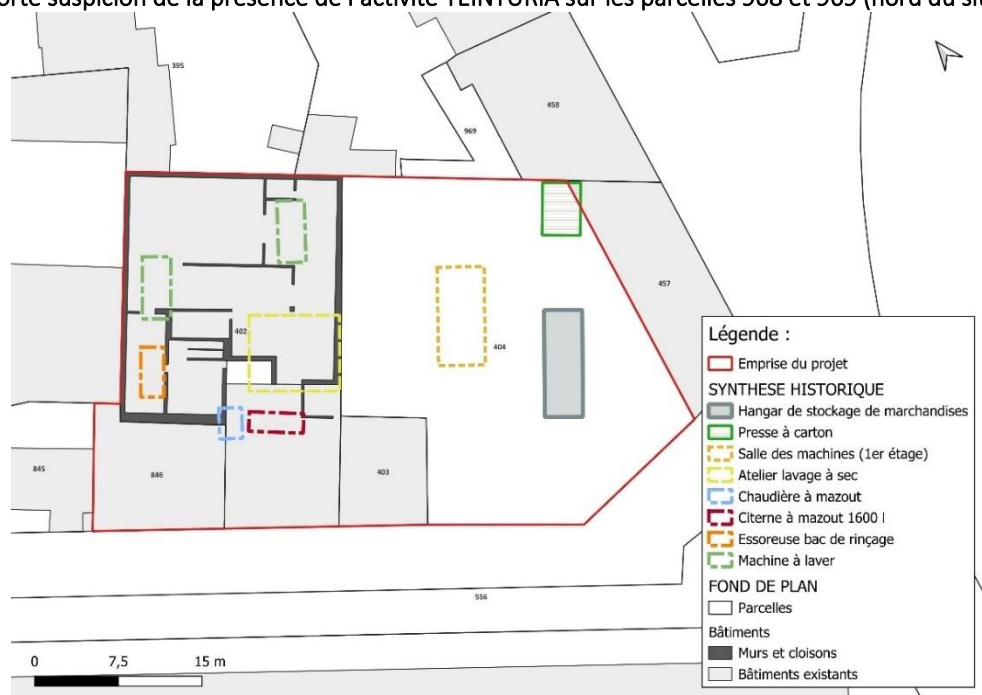 suspicion de la présence de l'activité TEINTURIA sur les parcelles 968 et 969 (nord du
395
458
969
457
402
404
403
846
845
556
Légende :
Emprise du projet
SYNTHESE HISTORIQUE
Hangar de stockage de marchandises
Presse à carton
Salle des machines (1er étage)
Atelier lavage à sec
Chaudière à mazout
Citerne à mazout 1600 l
Essoreuse bac de rinçage
Machine à laver
FOND DE PLAN
Parcelles
Bâtiments
Murs et cloisons
Bâtiments existants
0 7,5 15 m